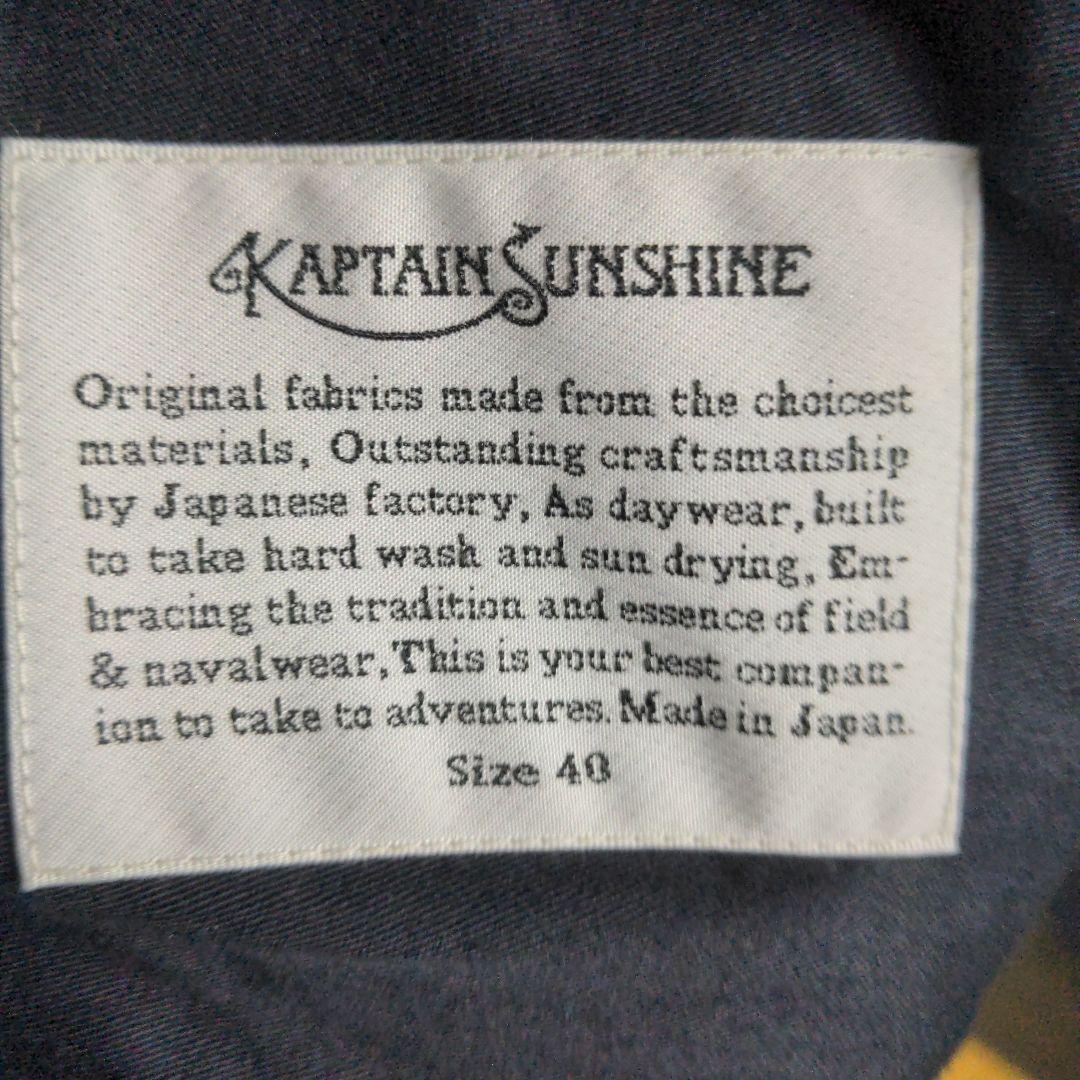 KAPTAIN SUNSHINE
Original fabrics made from the choicest
materials, Outstanding craftsmanship
by Japanese factory, As daywear, built
to take hard wash and sun drying, Em-
bracing the tradition and essence of field
& navalwear, This is your best compan-
ion to take to adventures. Made in Japan.
Size 40